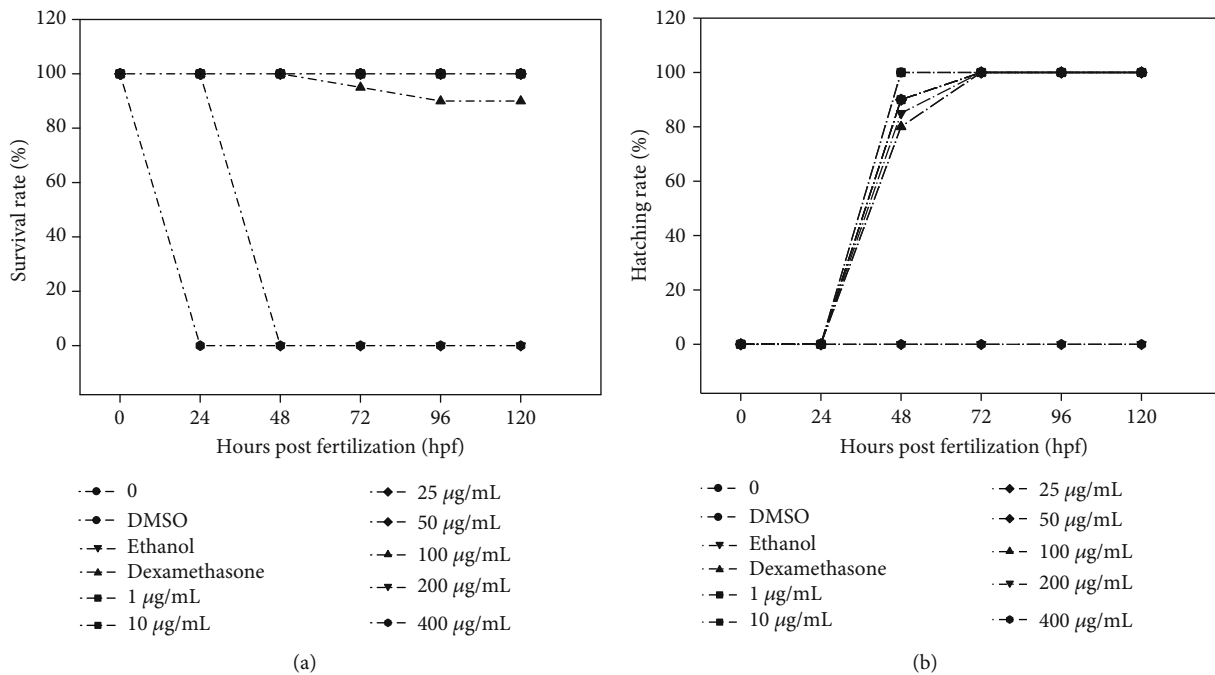 120
100
80
60
40
20
0
Survival rate (%)
0 24 48 72 96 120
Hours post fertilization (hpf)
0
DMSO
Ethanol
Dexamethasone
1 μg/mL
10 μg/mL
25 μg/mL
50 μg/mL
100 μg/mL
200 μg/mL
400 μg/mL
(a)
120
100
80
60
40
20
0
Hatching rate (%)
0 24 48 72 96 120
Hours post fertilization (hpf)
0
DMSO
Ethanol
Dexamethasone
1 μg/mL
10 μg/mL
25 μg/mL
50 μg/mL
100 μg/mL
200 μg/mL
400 μg/mL
(b)